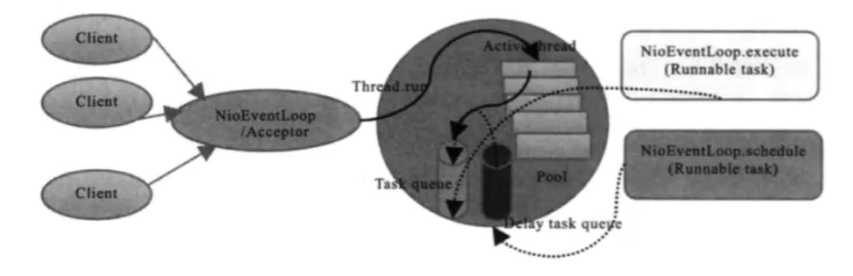 Client
Client
Client
NioEventLoop
/Acceptor
Thread.run
Active thread
Task queue
Pool
Delay task queue
NioEventLoop.execute
(Runnable task)
NioEventLoop.schedule
(Runnable task)